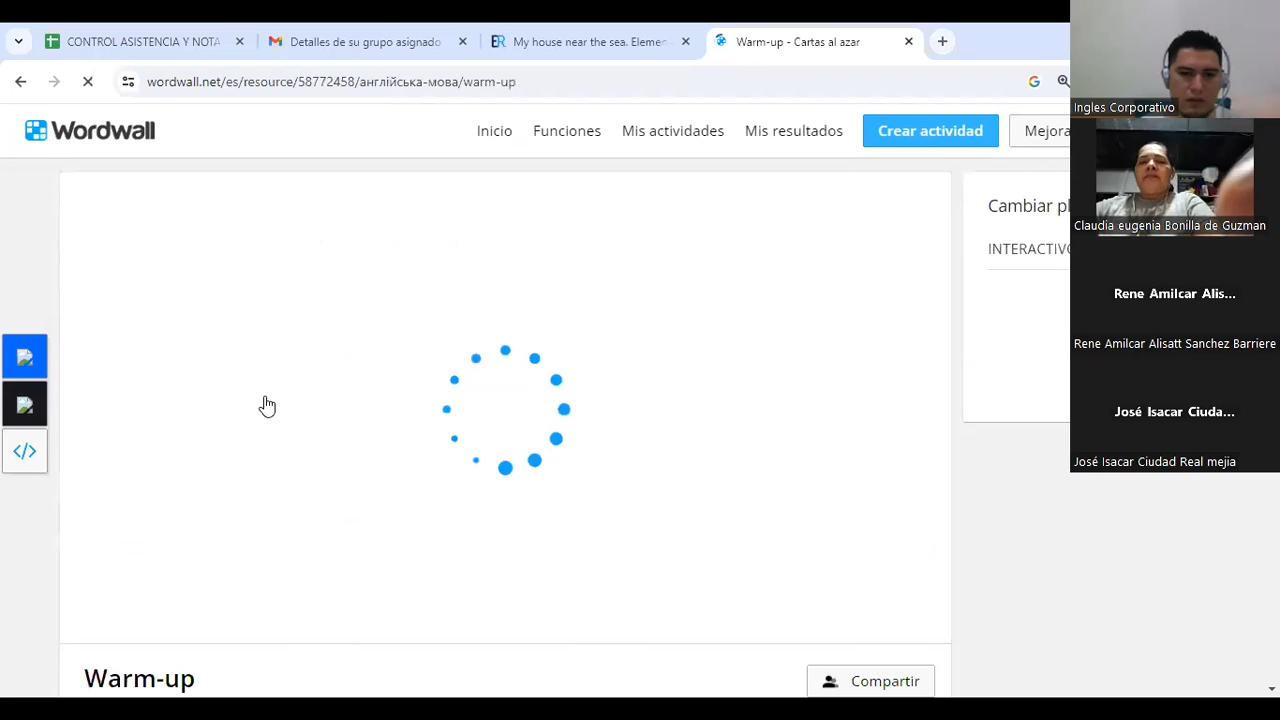 CONTROL ASISTENCIA Y NOTA
Detalles de su grupo asignado
My house near the sea. Elemen
Warm-up - Cartas al azar
wordwall.net/es/resource/58772458/англійська-мова/warm-up
Wordwall
Inicio
Funciones
Mis actividades
Mis resultados
Crear actividad
Mejora
Cambiar pl
INTERACTIVO
Warm-up
Compartir
Ingles Corporativo
Claudia eugenia Bonilla de Guzman
Rene Amilcar Alis...
Rene Amilcar Alisatt Sanchez Barriere
José Isacar Ciuda...
José Isacar Ciudad Real mejia